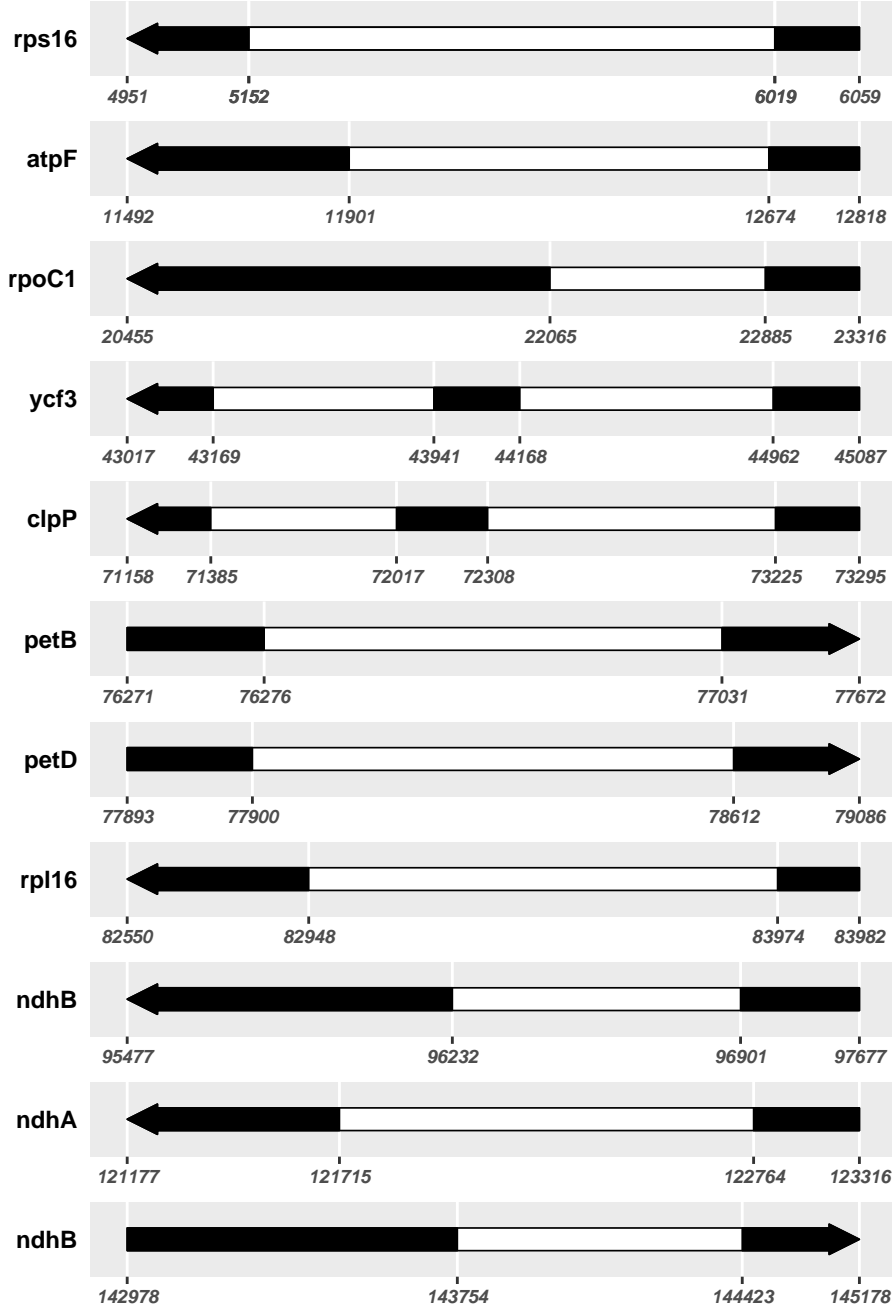 rps16
4951 5152 6019 6059
atpF
11492 11901 12674 12818
rpoC1
20455 22065 22885 23316
ycf3
43017 43169 43941 44168 44962 45087
clpP
71158 71385 72017 72308 73225 73295
petB
76271 76276 77031 77672
petD
77893 77900 78612 79086
rpl16
82550 82948 83974 83982
ndhB
95477 96232 96901 97677
ndhA
121177 121715 122764 123316
ndhB
142978 143754 144423 145178